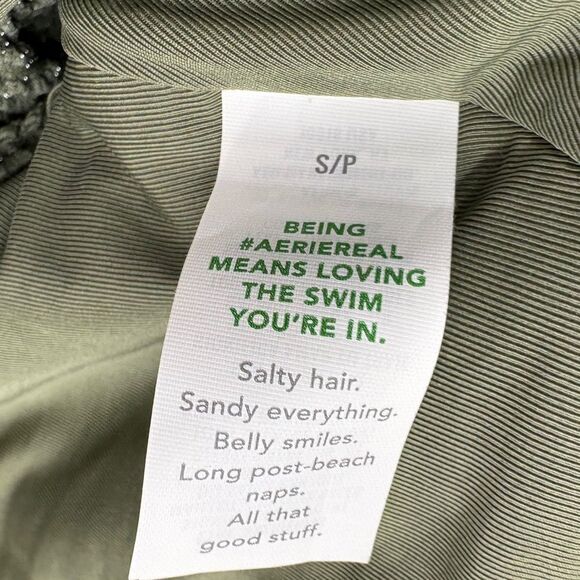 S/P
BEING
#AERIEREAL
MEANS LOVING
THE SWIM
YOU'RE IN.
Salty hair.
Sandy everything.
Belly smiles.
Long post-beach
naps.
All that
good stuff.